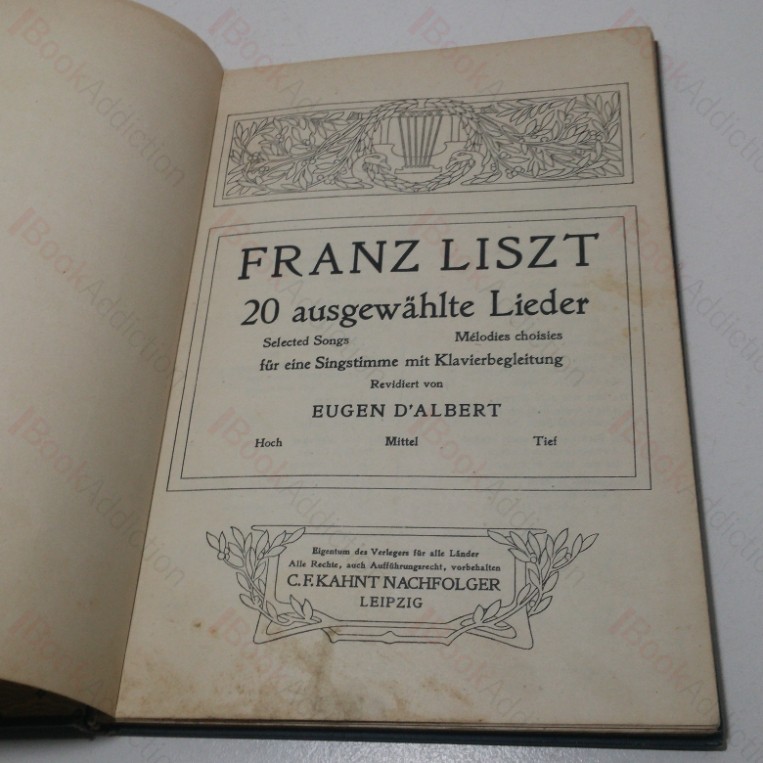 FRANZ LISZT
20 ausgewählte Lieder
Selected Songs Mélodies choisies
für eine Singstimme mit Klavierbegleitung
Revidiert von
EUGEN D'ALBERT
Hoch Mittel Tief
Eigentum des Verlegers für alle Länder
Alle Rechte, auch Aufführungsrecht, vorbehalten
C. F. KAHNT NACHFOLGER
LEIPZIG
BookAddiction